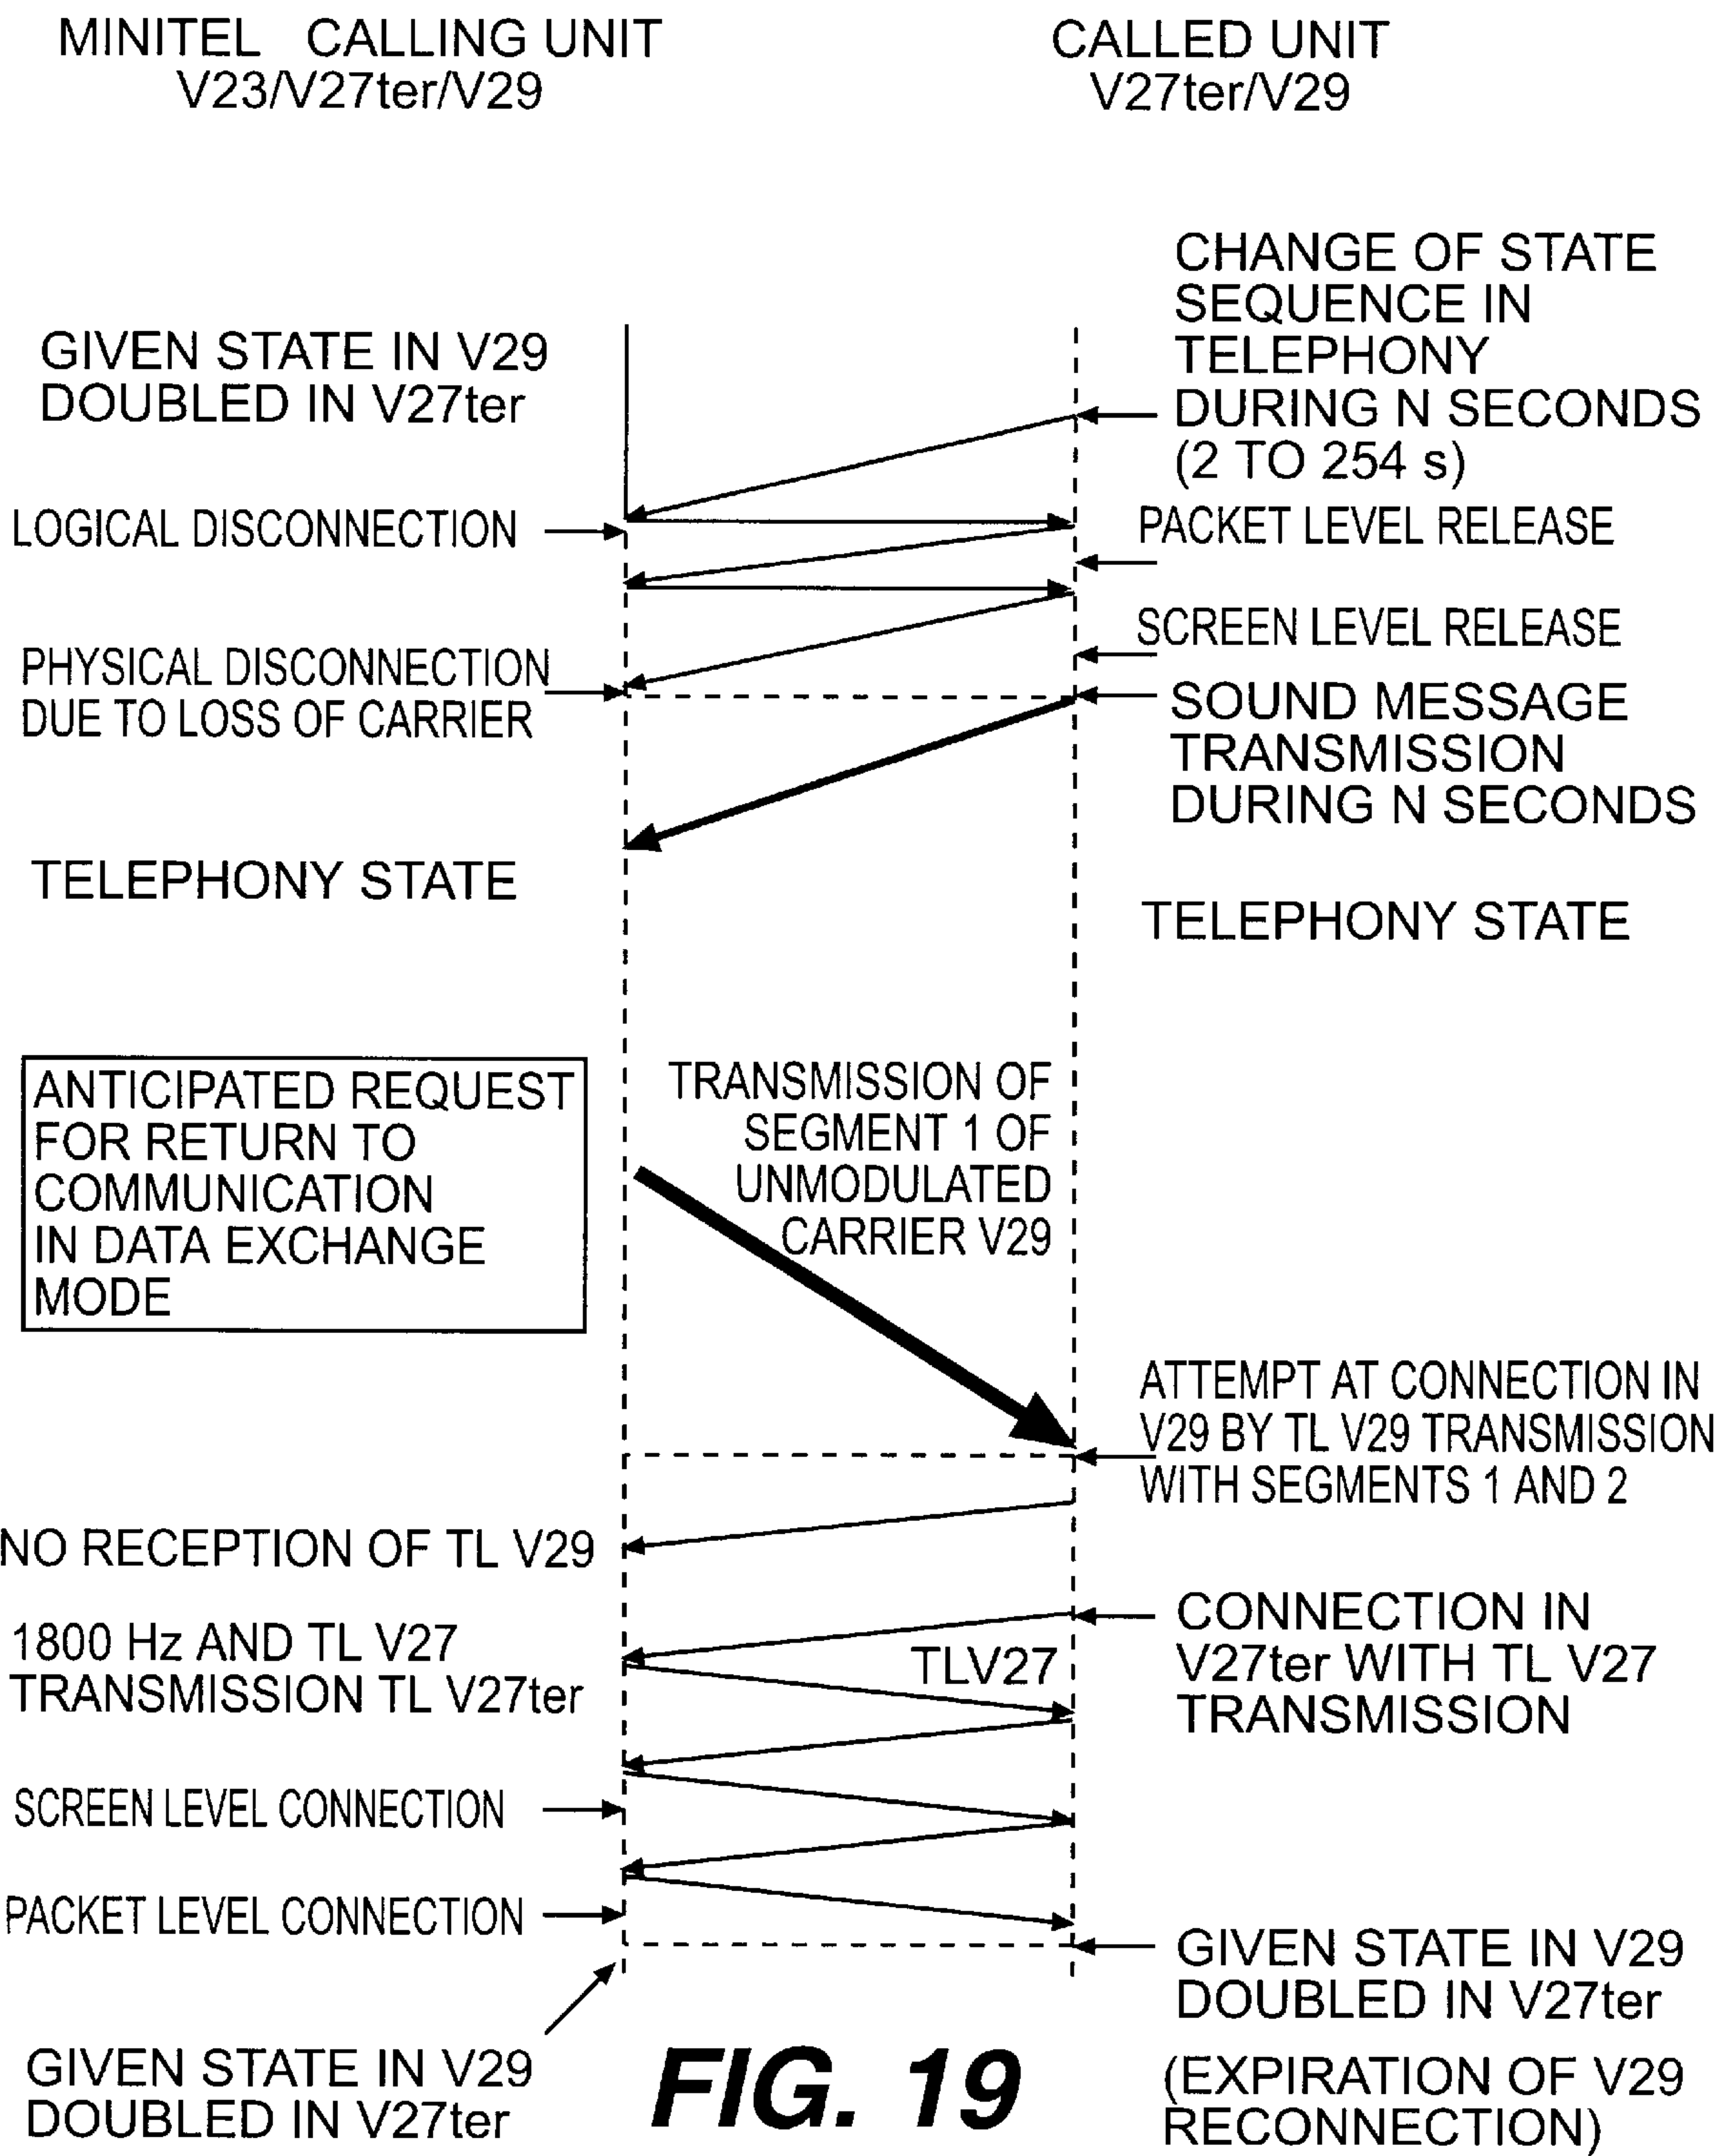 MINITEL CALLING UNIT
V23/V27ter/V29
CALLED UNIT
V27ter/V29
CHANGE OF STATE
SEQUENCE IN
TELEPHONY
DURING N SECONDS
(2 TO 254 s)
GIVEN STATE IN V29
DOUBLED IN V27ter
LOGICAL DISCONNECTION
PACKET LEVEL RELEASE
SCREEN LEVEL RELEASE
PHYSICAL DISCONNECTION
DUE TO LOSS OF CARRIER
SOUND MESSAGE
TRANSMISSION
DURING N SECONDS
TELEPHONY STATE
TELEPHONY STATE
ANTICIPATED REQUEST
FOR RETURN TO
COMMUNICATION
IN DATA EXCHANGE
MODE
TRANSMISSION OF
SEGMENT 1 OF
UNMODULATED
CARRIER V29
ATTEMPT AT CONNECTION IN
V29 BY TL V29 TRANSMISSION
WITH SEGMENTS 1 AND 2
NO RECEPTION OF TL V29
1800 Hz AND TL V27
TRANSMISSION TL V27ter
TLV27
CONNECTION IN
V27ter WITH TL V27
TRANSMISSION
SCREEN LEVEL CONNECTION
PACKET LEVEL CONNECTION
GIVEN STATE IN V29
DOUBLED IN V27ter
(EXPIRATION OF V29
RECONNECTION)
GIVEN STATE IN V29
DOUBLED IN V27ter
FIG. 19